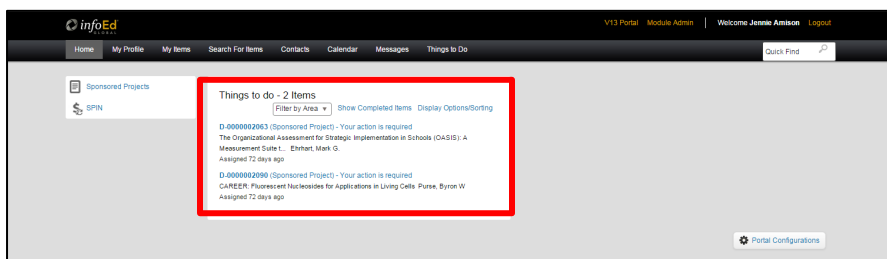 infoEd
GLOBAL
V13 Portal Module Admin Welcome Jennie Amison Logout
Home My Profile My Items Search For Items Contacts Calendar Messages Things to Do
Quick Find
Sponsored Projects
SPIN
Things to do - 2 Items
Filter by Area Show Completed Items Display Options/Sorting
D-0000002063 (Sponsored Project) - Your action is required
The Organizational Assessment for Strategic Implementation in Schools (OASIS): A
Measurement Suite t... Ehrhart, Mark G.
Assigned 72 days ago
D-0000002090 (Sponsored Project) - Your action is required
CAREER: Fluorescent Nucleosides for Applications in Living Cells Purse, Byron W
Assigned 72 days ago
Portal Configurations